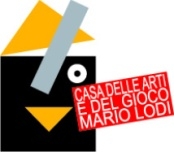 CASA DELLE ARTI
E DEL GIOCO
MARIO LODI